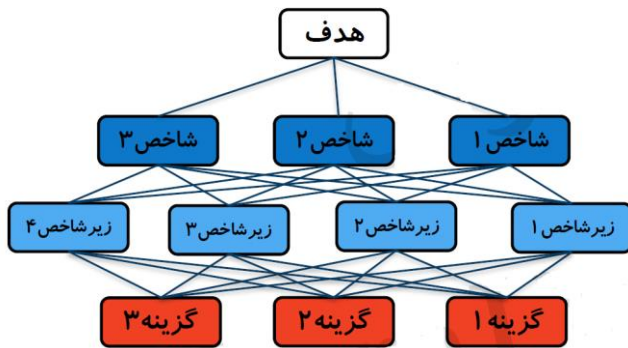 هدف
شاخص۱ شاخص۲ شاخص۳
زیرشاخص۱ زیرشاخص۲ زیرشاخص۳ زیرشاخص۴
گزینه۱ گزینه۲ گزینه۳